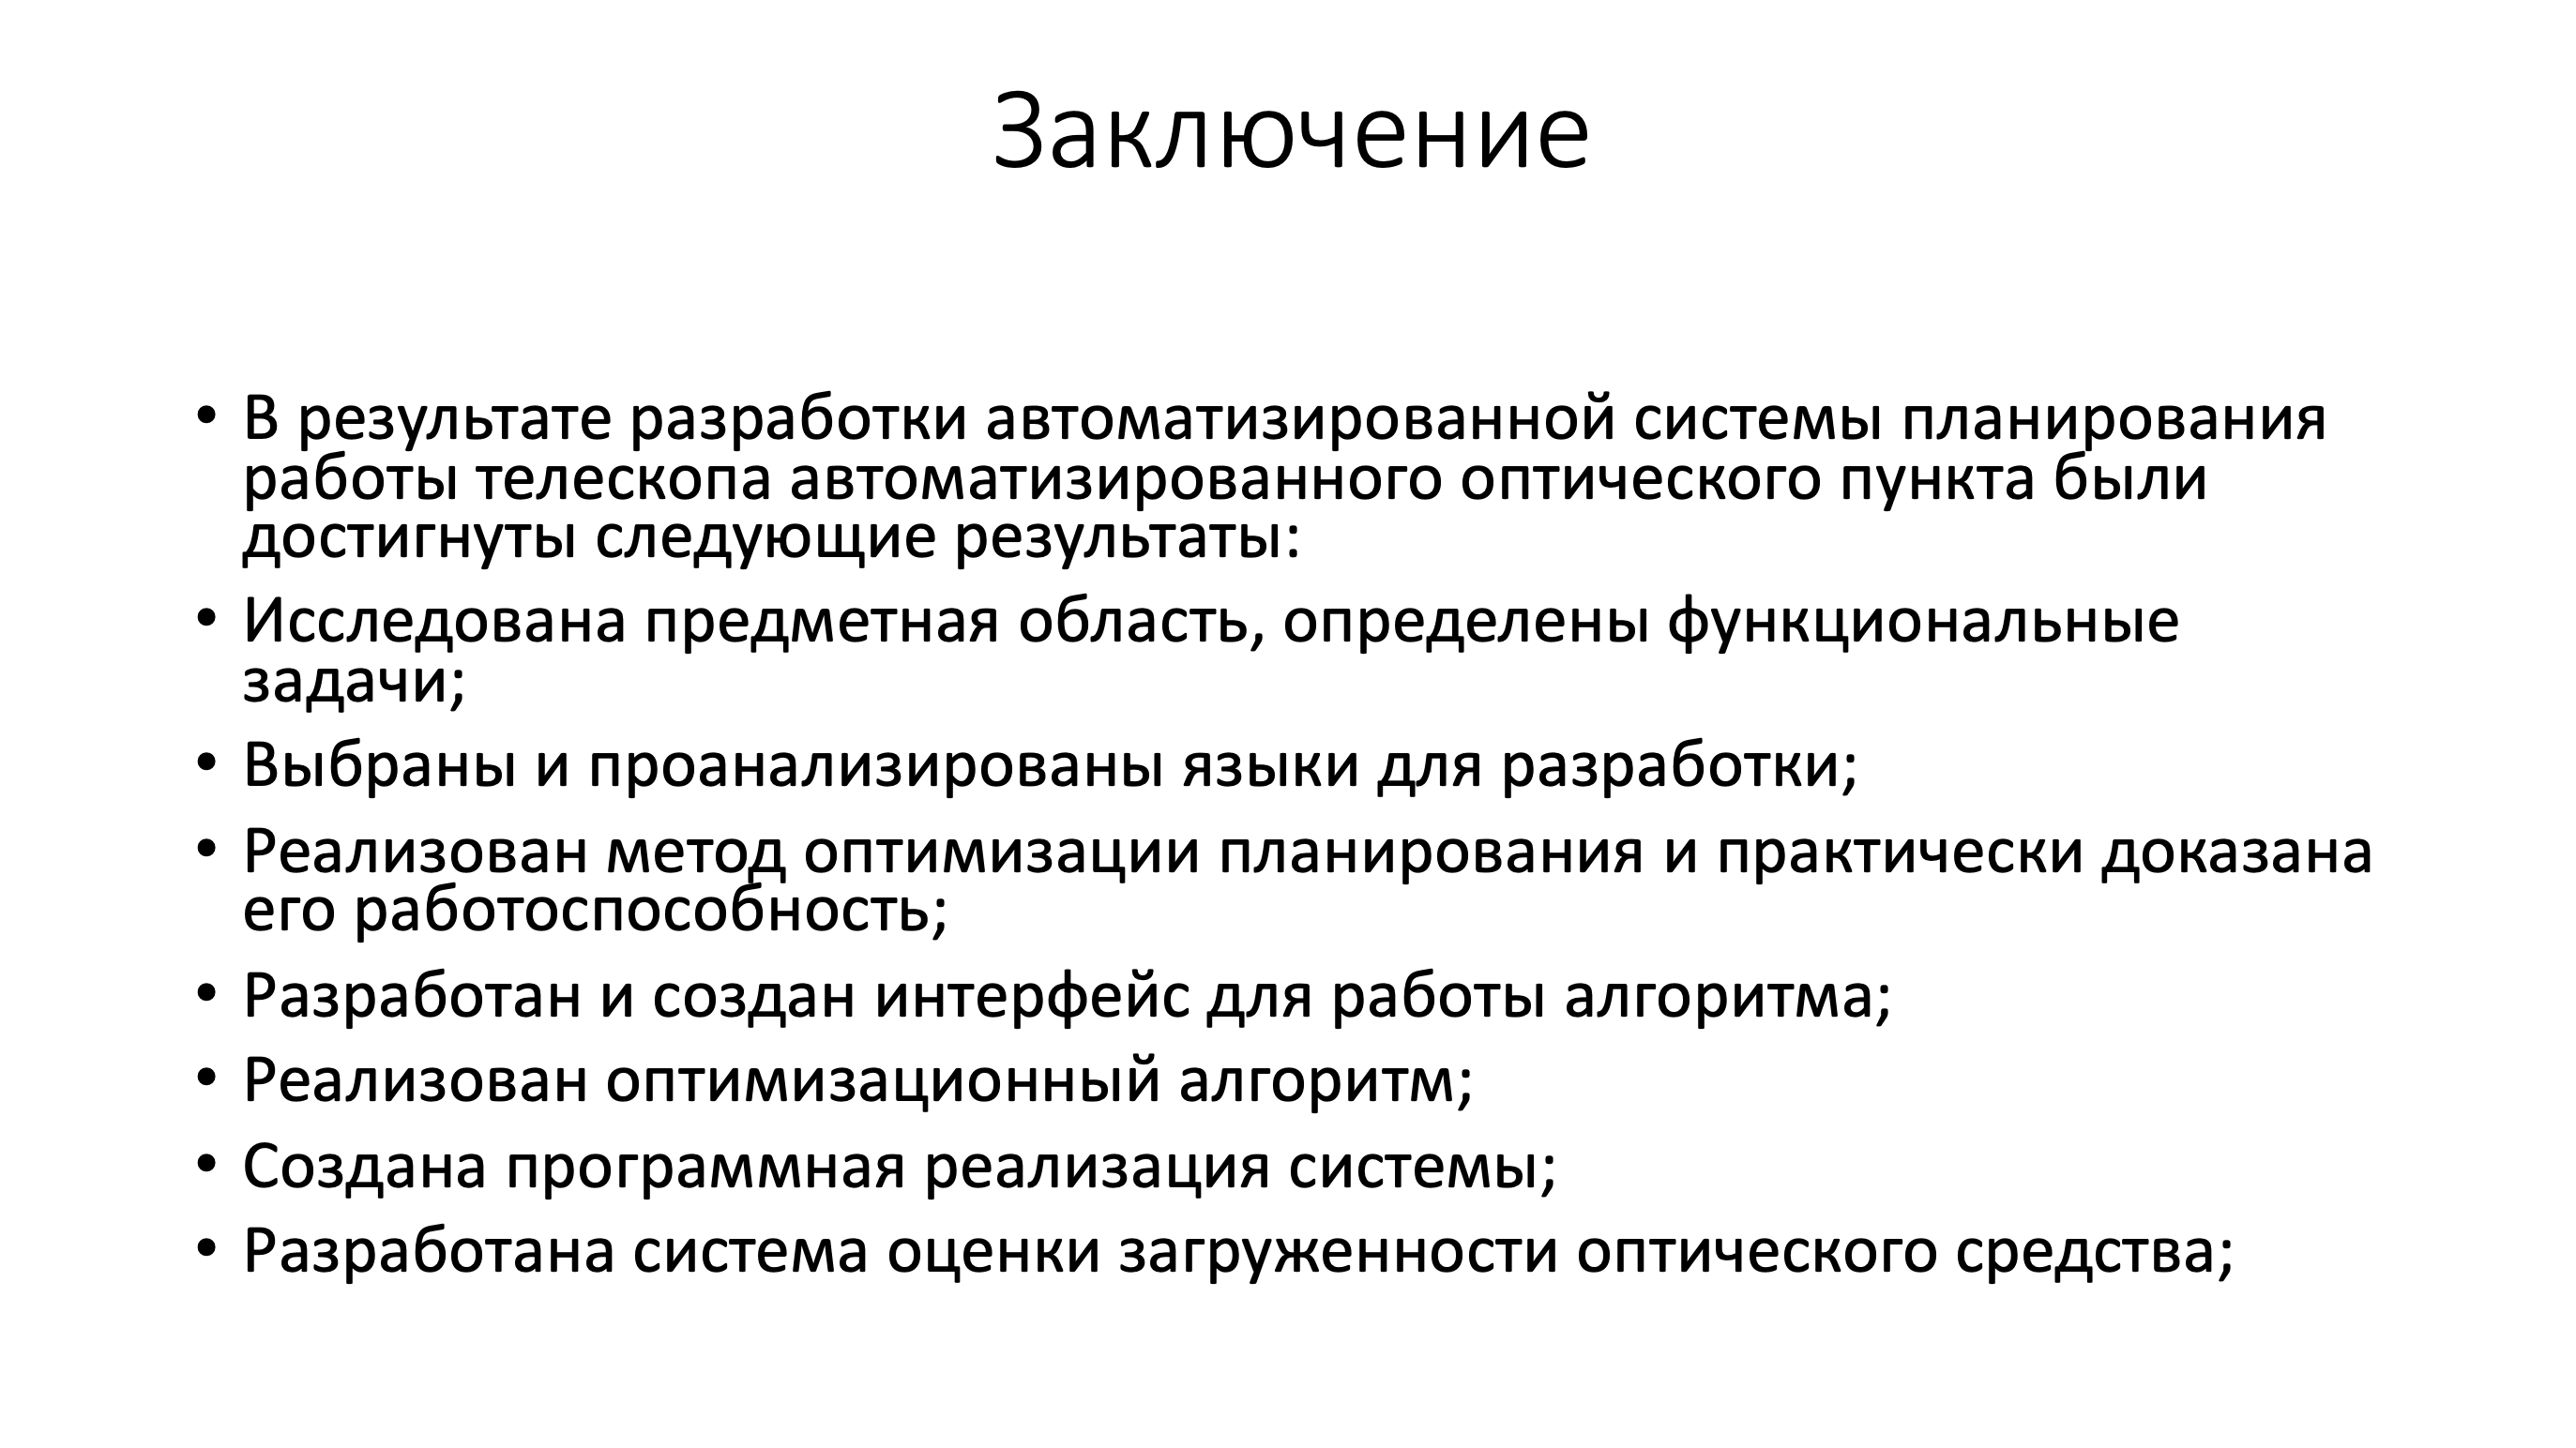 Заключение
• В результате разработки автоматизированной системы планирования
работы телескопа автоматизированного оптического пункта были
достигнуты следующие результаты:
• Исследована предметная область, определены функциональные
задачи;
• Выбраны и проанализированы языки для разработки;
• Реализован метод оптимизации планирования и практически доказана
его работоспособность;
• Разработан и создан интерфейс для работы алгоритма;
• Реализован оптимизационный алгоритм;
• Создана программная реализация системы;
• Разработана система оценки загруженности оптического средства;